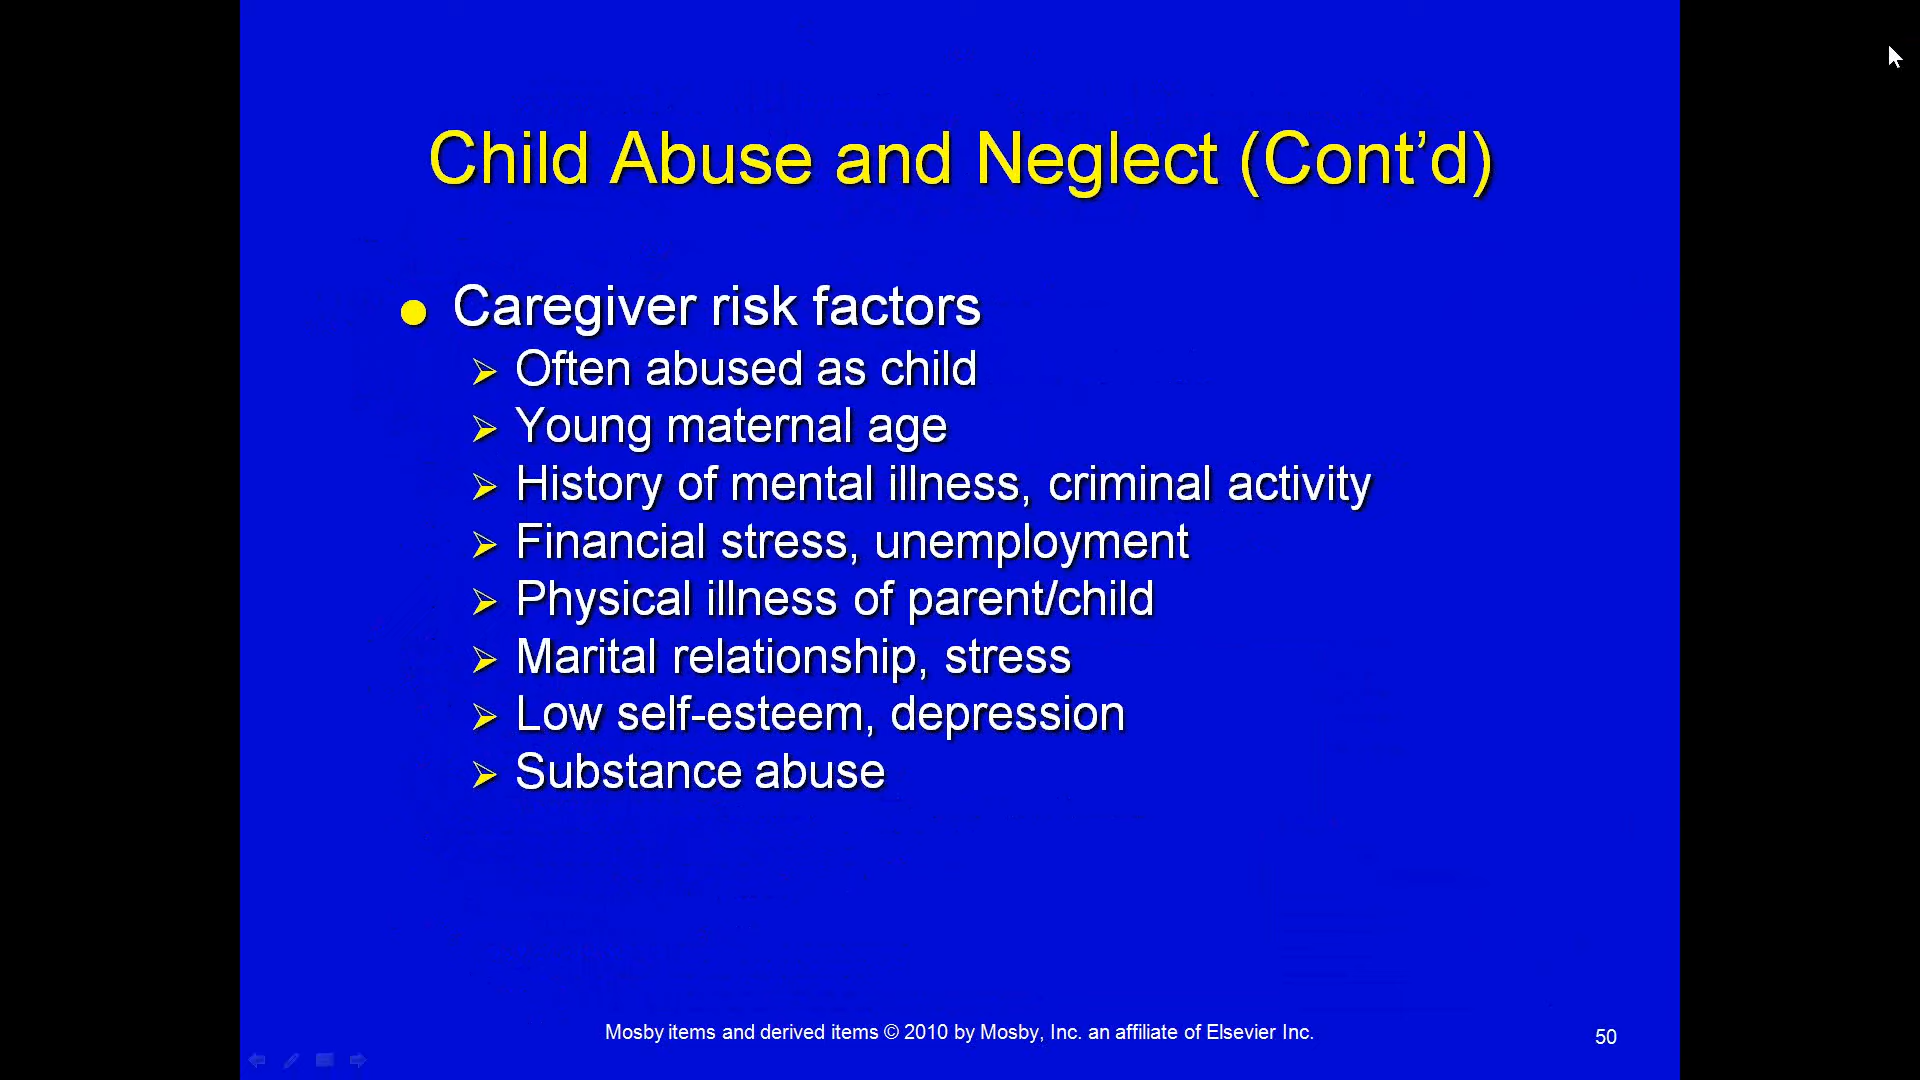 Child Abuse and Neglect (Cont’d)
Caregiver risk factors
Often abused as child
Young maternal age
History of mental illness, criminal activity
Financial stress, unemployment
Physical illness of parent/child
Marital relationship, stress
Low self-esteem, depression
Substance abuse
Mosby items and derived items © 2010 by Mosby, Inc. an affiliate of Elsevier Inc.
50